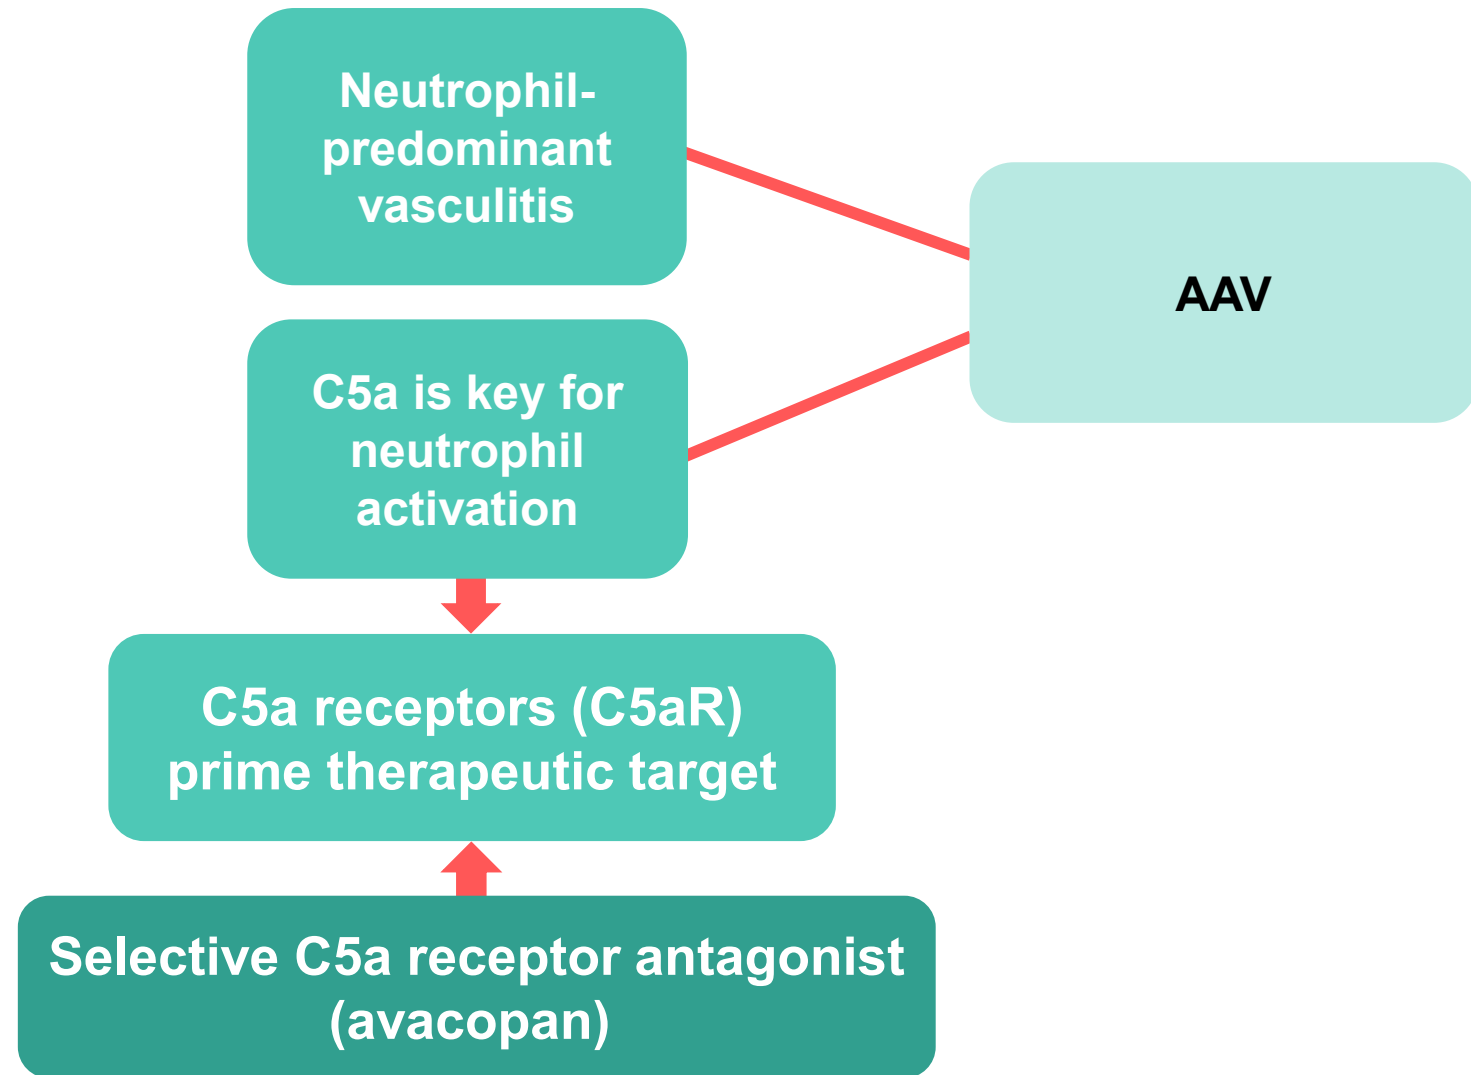 Neutrophil-
predominant
vasculitis
AAV
C5a is key for
neutrophil
activation
C5a receptors (C5aR)
prime therapeutic target
Selective C5a receptor antagonist
(avacopan)